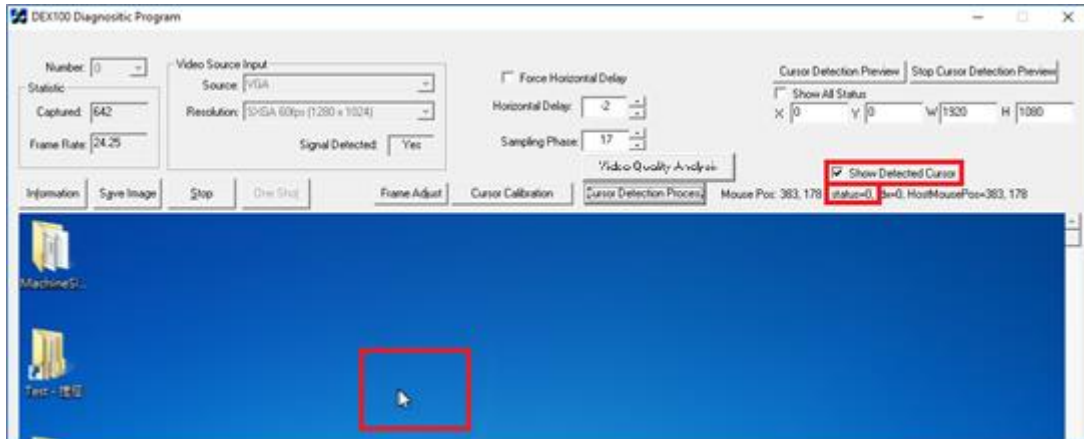 DEX100 Diagnositic Program
Number: 0
Statistic
Captured: 642
Frame Rate: 24.25
Video Source Input
Source: VGA
Resolution: SXGA 60fps (1280 x 1024)
Signal Detected: Yes
Force Horizontal Delay
Horizontal Delay: -2
Sampling Phase: 17
Video Quality Analysis
Cursor Detection Preview Stop Cursor Detection Preview
Show All Status
X 0 Y 0 W 1920 H 1080
Show Detected Cursor
Information Save Image Stop One Shot Frame Adjust Cursor Calibration Cursor Detection Process Mouse Pos: 383, 178 status=0, dx=0, HostMousePos=383, 178
MachineSl...
Test -